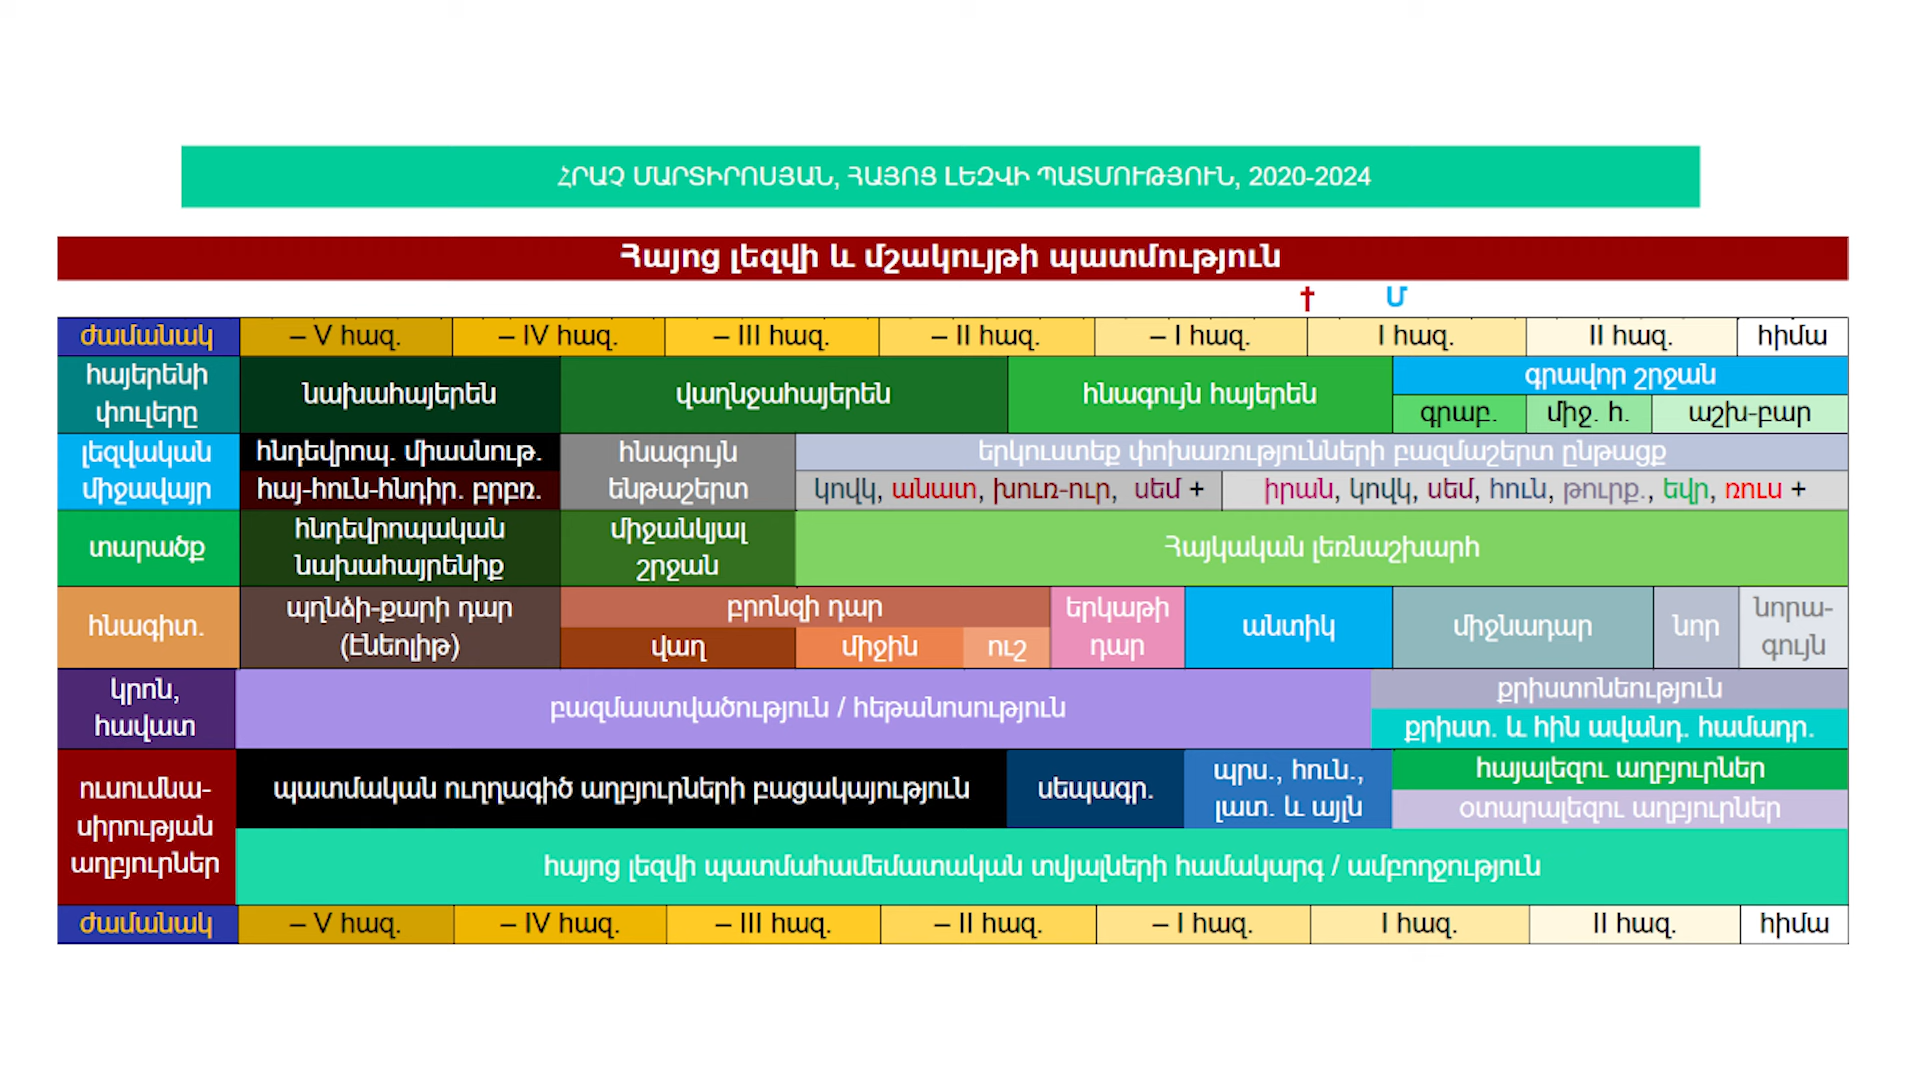 ՀՐԱՉ ՄԱՐՏԻՐՈՍՅԱՆ, ՀԱՅՈՑ ԼԵԶՎԻ ՊԱՏՄՈՒԹՅՈՒՆ, 2020-2024
Հայոց լեզվի և մշակույթի պատմություն
† Մ
ժամանակ – V հազ. – IV հազ. – III հազ. – II հազ. – I հազ. I հազ. II հազ. հիմա
հայերենի փուլերը
նախահայերեն
վաղնջահայերեն
հնագույն հայերեն
գրավոր շրջան
գրաբ. միջ. հ. աշխ-բար
լեզվական միջավայր
հնդեվրոպ. միասնութ.
հայ-հուն-հնդիր. բրբռ.
հնագույն
ենթաշերտ
երկուստեք փոխառությունների բազմաշերտ ընթացք
կովկ, անատ, խուռ-ուր, սեմ +
իրան, կովկ, սեմ, հուն, թուրք., եվր, ռուս +
տարածք
հնդեվրոպական
նախահայրենիք
միջանկյալ
շրջան
Հայկական լեռնաշխարհ
հնագիտ.
պղնձի-քարի դար
(էնեոլիթ)
բրոնզի դար
վաղ միջին ուշ
երկաթի
դար
անտիկ
միջնադար
նոր
նորա-
գույն
կրոն,
հավատ
բազմաստվածություն / հեթանոսություն
քրիստոնեություն
քրիստ. և հին ավանդ. համադր.
ուսումնա-
սիրության
աղբյուրներ
պատմական ուղղագիծ աղբյուրների բացակայություն
սեպագր.
պրս., հուն.,
լատ. և այլն
հայալեզու աղբյուրներ
օտարալեզու աղբյուրներ
հայոց լեզվի պատմահամեմատական տվյալների համակարգ / ամբողջություն
ժամանակ – V հազ. – IV հազ. – III հազ. – II հազ. – I հազ. I հազ. II հազ. հիմա